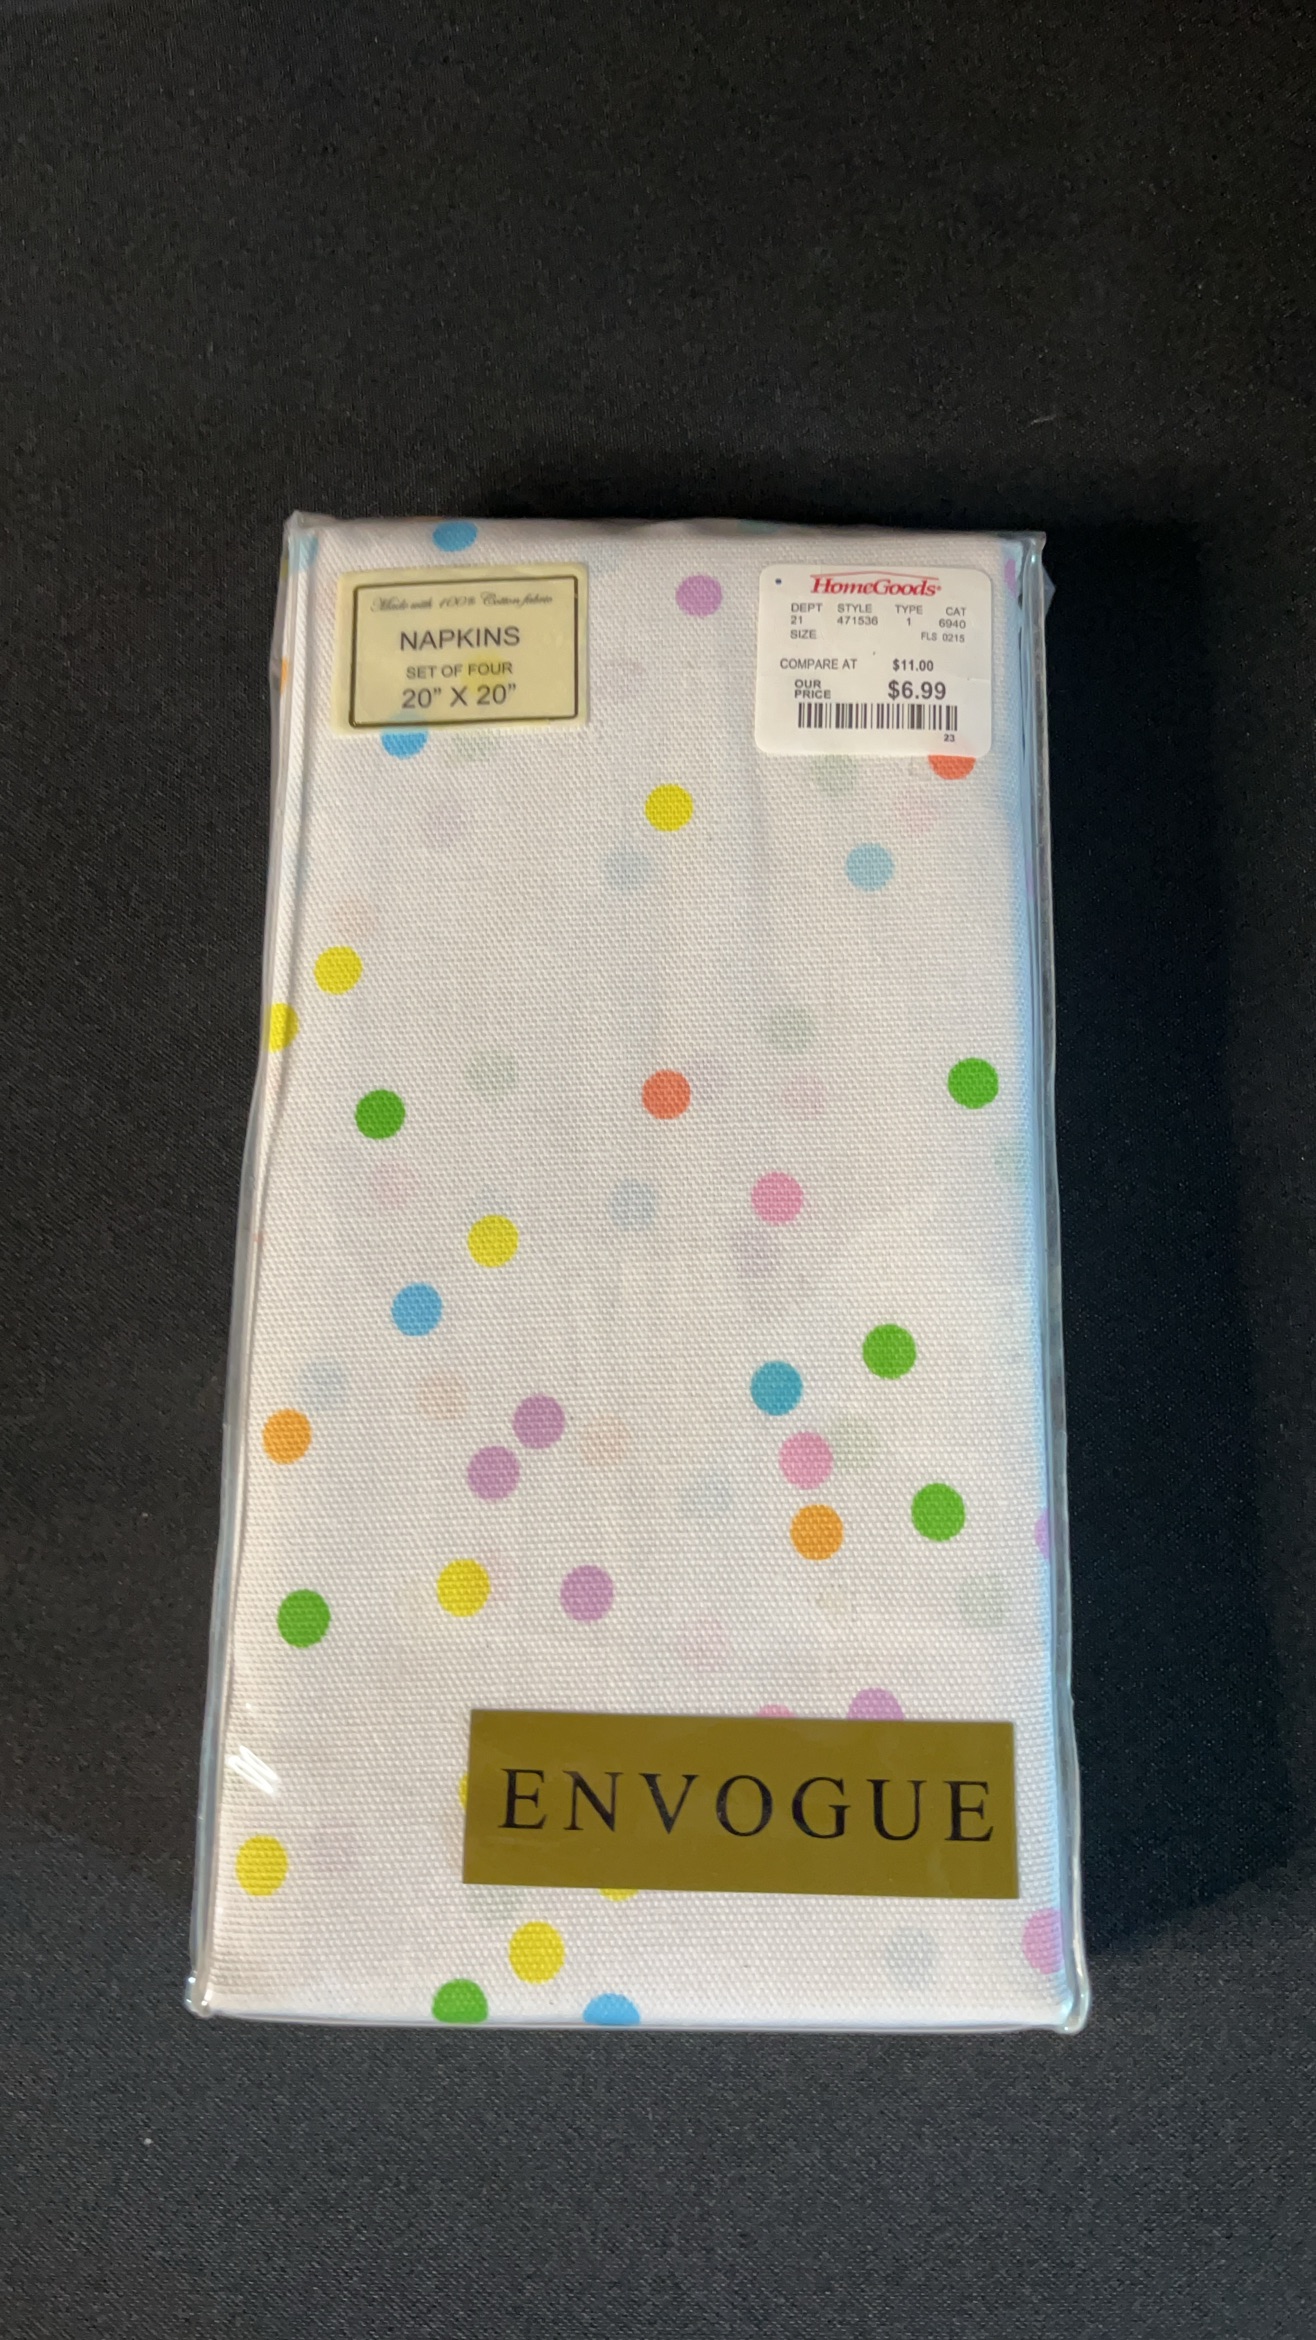 Made with 100% Cotton fabric
NAPKINS
SET OF FOUR
20" X 20"
HomeGoods
DEPT STYLE TYPE CAT
21 471536 1 6940
SIZE FLS 0215
COMPARE AT $11.00
OUR
PRICE $6.99
23
ENVOGUE